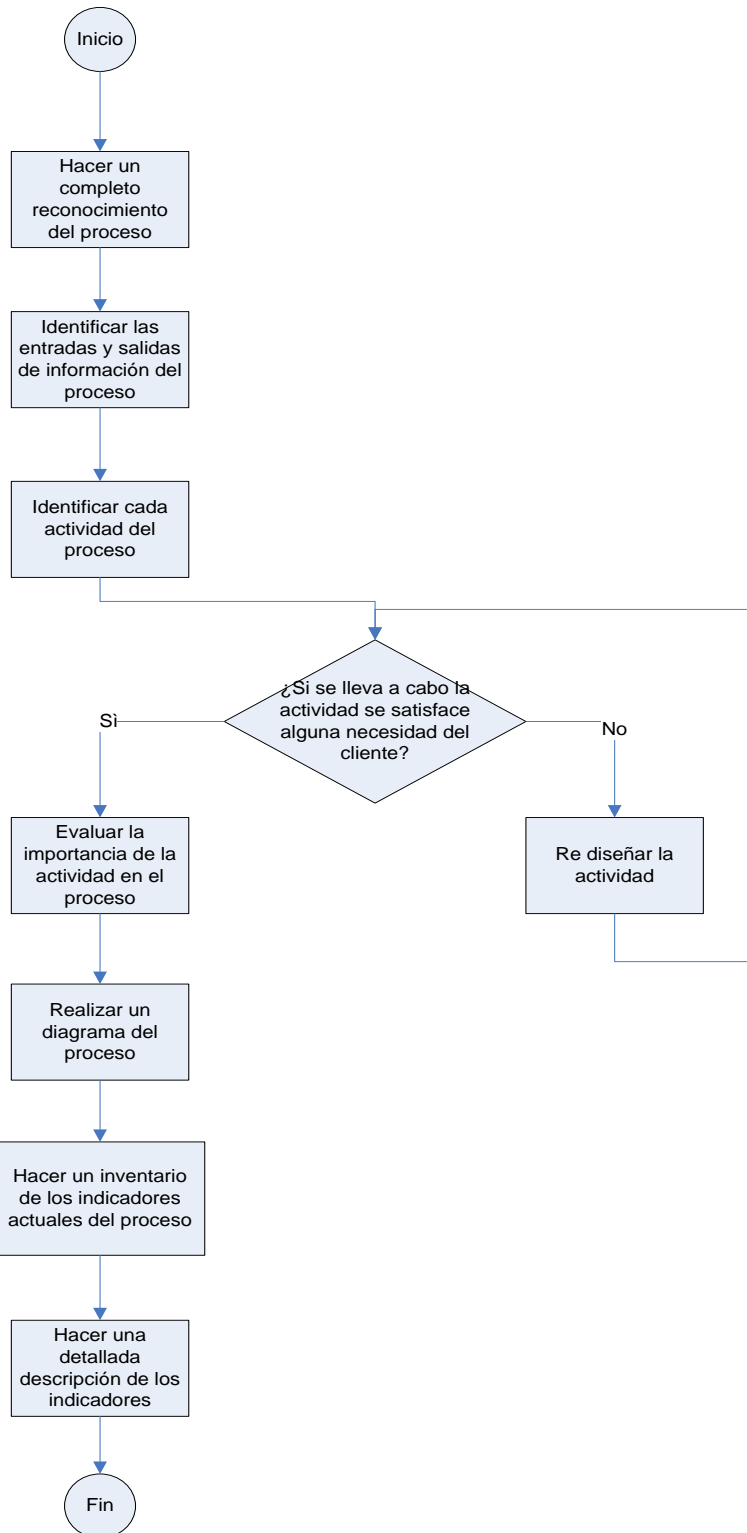 Inicio
Hacer un
completo
reconocimiento
del proceso
Identificar las
entradas y salidas
de información del
proceso
Identificar cada
actividad del
proceso
¿Si se lleva a cabo la
actividad se satisface
alguna necesidad del
cliente?
Sì
No
Evaluar la
importancia de la
actividad en el
proceso
Re diseñar la
actividad
Realizar un
diagrama del
proceso
Hacer un inventario
de los indicadores
actuales del proceso
Hacer una
detallada
descripción de los
indicadores
Fin